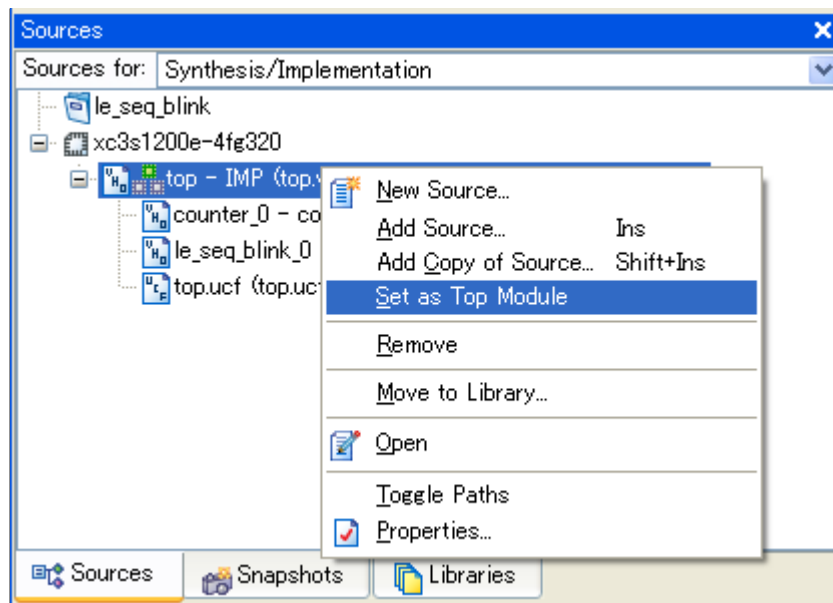 Sources
Sources for: Synthesis/Implementation
le_seq_blink
xc3s1200e-4fg320
top - IMP (top.v
counter_0 - co
le_seq_blink_0
top.ucf (top.uc
New Source...
Add Source... Ins
Add Copy of Source... Shift+Ins
Set as Top Module
Remove
Move to Library...
Open
Toggle Paths
Properties...
Sources Snapshots Libraries